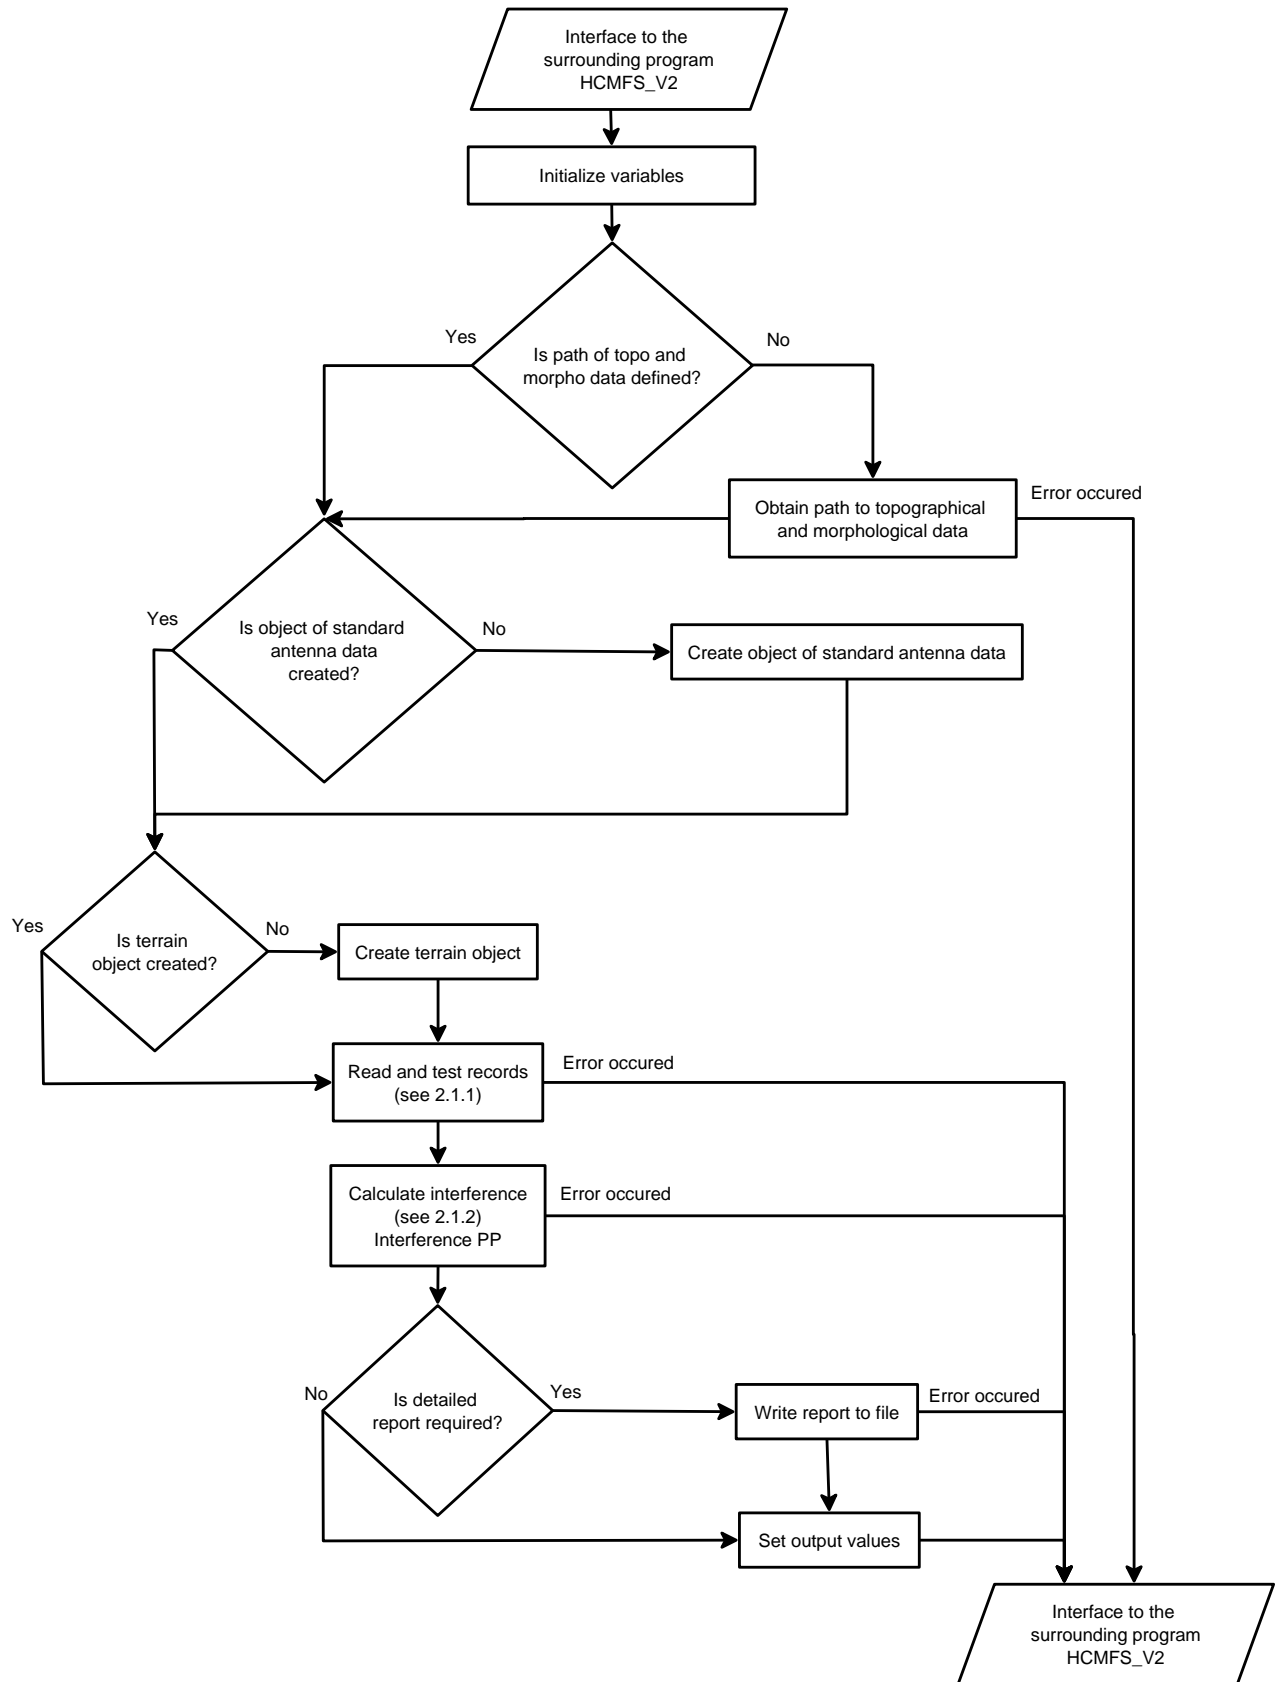 Interface to the
surrounding program
HCMFS_V2
Initialize variables
Yes
No
Is path of topo and
morpho data defined?
Obtain path to topographical
and morphological data
Error occured
Yes
No
Is object of standard
antenna data
created?
Create object of standard antenna data
Yes
No
Is terrain
object created?
Create terrain object
Read and test records
(see 2.1.1)
Error occured
Calculate interference
(see 2.1.2)
Interference PP
Error occured
No
Yes
Is detailed
report required?
Write report to file
Error occured
Set output values
Interface to the
surrounding program
HCMFS_V2